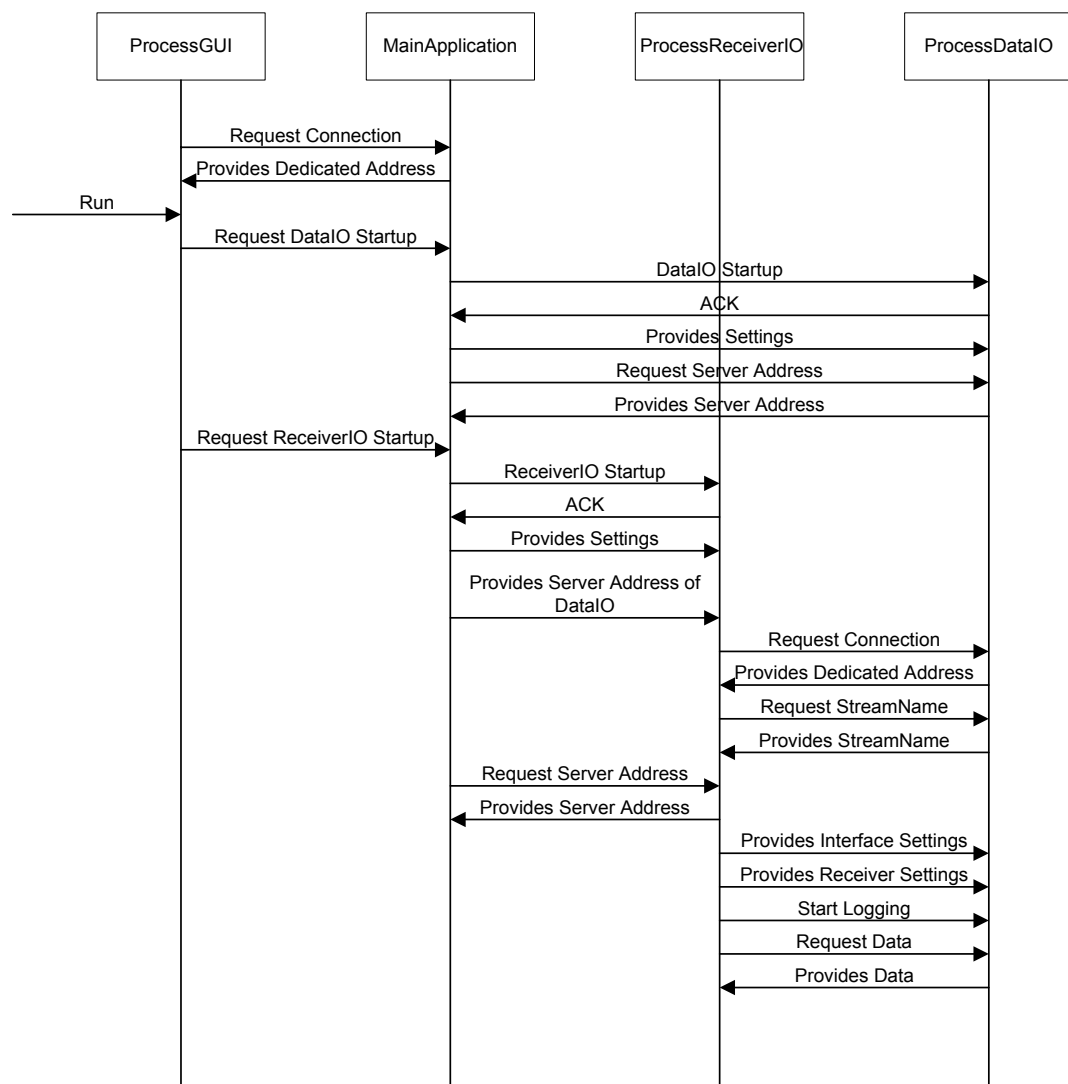 ProcessGUI
MainApplication
ProcessReceiverIO
ProcessDataIO
Request Connection
Provides Dedicated Address
Run
Request DataIO Startup
DataIO Startup
ACK
Provides Settings
Request Server Address
Provides Server Address
Request ReceiverIO Startup
ReceiverIO Startup
ACK
Provides Settings
Provides Server Address of
DataIO
Request Connection
Provides Dedicated Address
Request StreamName
Provides StreamName
Request Server Address
Provides Server Address
Provides Interface Settings
Provides Receiver Settings
Start Logging
Request Data
Provides Data